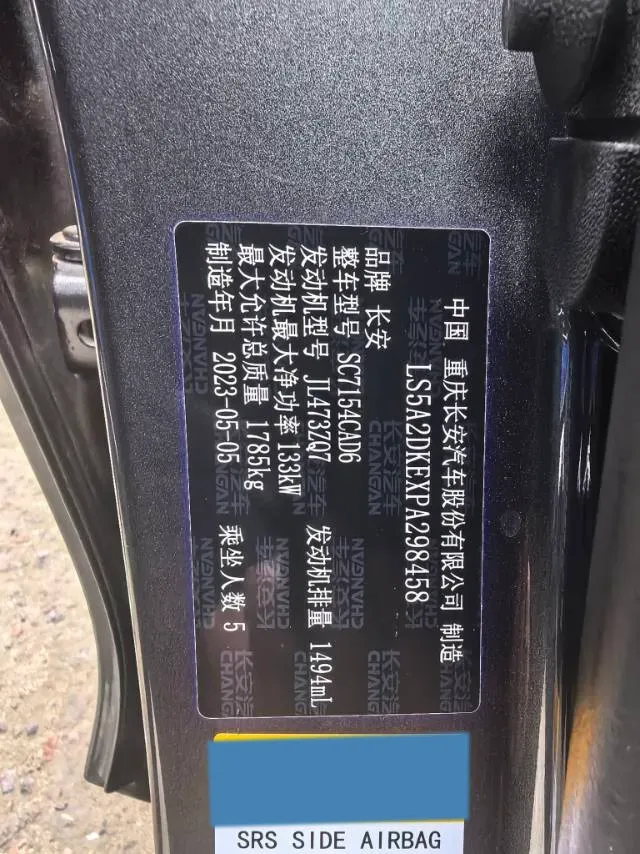 中国 重庆长安汽车股份有限公司 制造
LS5A2DKEXPA298458
品牌 长安
整车型号 SC7154CAD6
发动机型号 JL473ZQ7 发动机排量 1494mL
发动机最大净功率 133kW
最大允许总质量 1785kg
制造年月 2023-05-05 乘坐人数 5
SRS SIDE AIRBAG